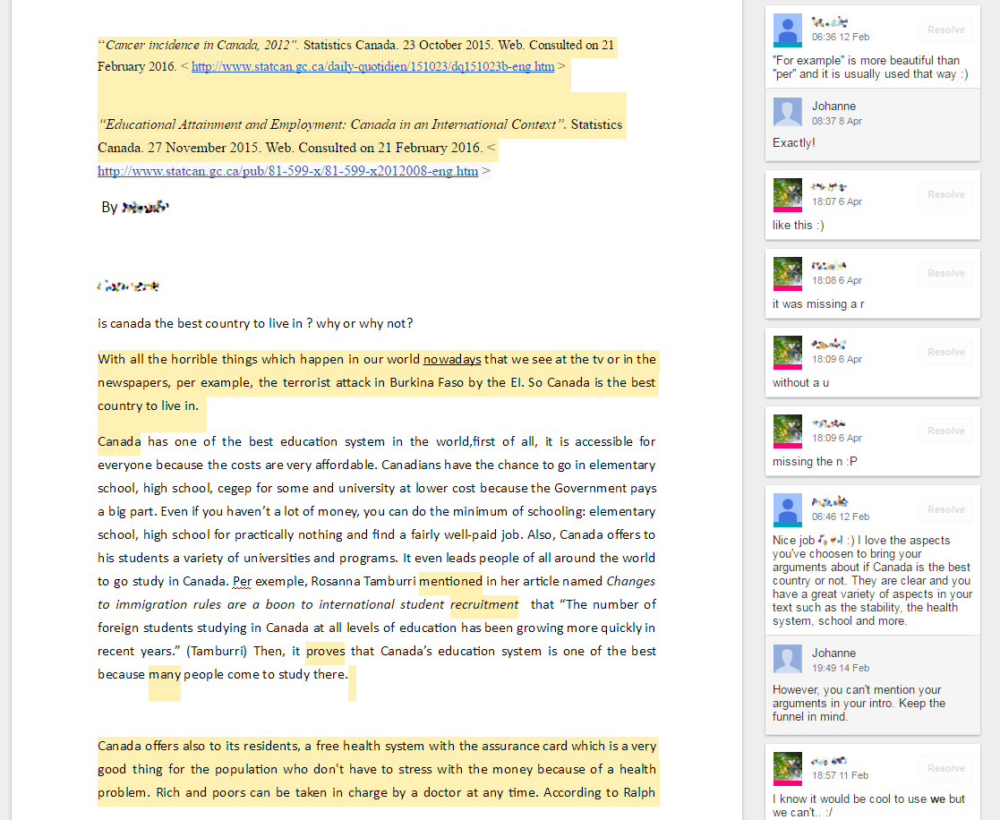 “Cancer incidence in Canada, 2012”. Statistics Canada. 23 October 2015. Web. Consulted on 21
February 2016. < http://www.statcan.gc.ca/daily-quotidien/151023/dq151023b-eng.htm >
“Educational Attainment and Employment: Canada in an International Context”. Statistics
Canada. 27 November 2015. Web. Consulted on 21 February 2016. <
http://www.statcan.gc.ca/pub/81-599-x/81-599-x2012008-eng.htm >
By
is canada the best country to live in ? why or why not?
With all the horrible things which happen in our world nowadays that we see at the tv or in the
newspapers, per example, the terrorist attack in Burkina Faso by the EI. So Canada is the best
country to live in.
Canada has one of the best education system in the world,first of all, it is accessible for
everyone because the costs are very affordable. Canadians have the chance to go in elementary
school, high school, cegep for some and university at lower cost because the Government pays
a big part. Even if you haven’t a lot of money, you can do the minimum of schooling: elementary
school, high school for practically nothing and find a fairly well-paid job. Also, Canada offers to
his students a variety of universities and programs. It even leads people of all around the world
to go study in Canada. Per exemple, Rosanna Tamburri mentioned in her article named Changes
to immigration rules are a boon to international student recruitment that “The number of
foreign students studying in Canada at all levels of education has been growing more quickly in
recent years.” (Tamburri) Then, it proves that Canada’s education system is one of the best
because many people come to study there.
Canada offers also to its residents, a free health system with the assurance card which is a very
good thing for the population who don't have to stress with the money because of a health
problem. Rich and poors can be taken in charge by a doctor at any time. According to Ralph
06:36 12 Feb
Resolve
"For example" is more beautiful than
"per" and it is usually used that way :)
Johanne
08:37 8 Apr
Exactly!
18:07 6 Apr
Resolve
like this :)
18:08 6 Apr
Resolve
it was missing a r
18:09 6 Apr
Resolve
without a u
18:09 6 Apr
Resolve
missing the n :P
06:46 12 Feb
Resolve
Nice job :) I love the aspects
you've choosen to bring your
arguments about if Canada is the best
country or not. They are clear and you
have a great variety of aspects in your
text such as the stability, the health
system, school and more.
Johanne
19:49 14 Feb
However, you can't mention your
arguments in your intro. Keep the
funnel in mind.
18:57 11 Feb
Resolve
I know it would be cool to use we but
we can't.. :/